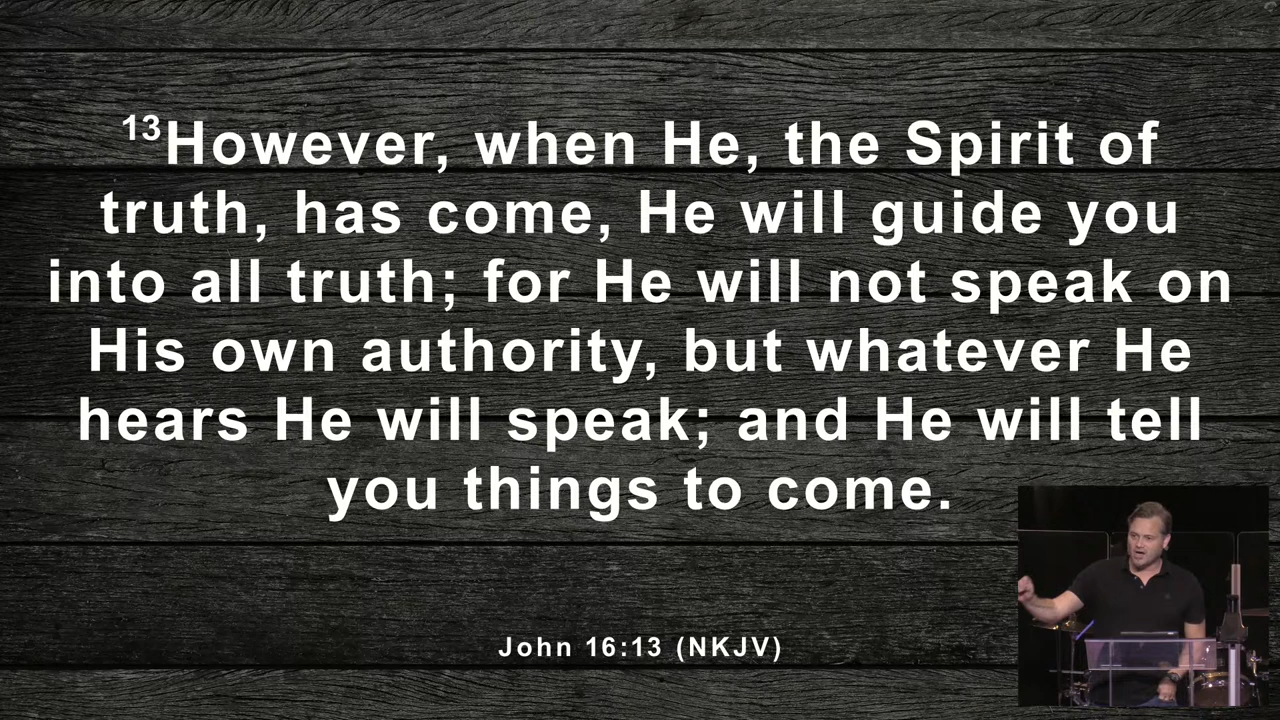 13However, when He, the Spirit of
truth, has come, He will guide you
into all truth; for He will not speak on
His own authority, but whatever He
hears He will speak; and He will tell
you things to come.
John 16:13 (NKJV)